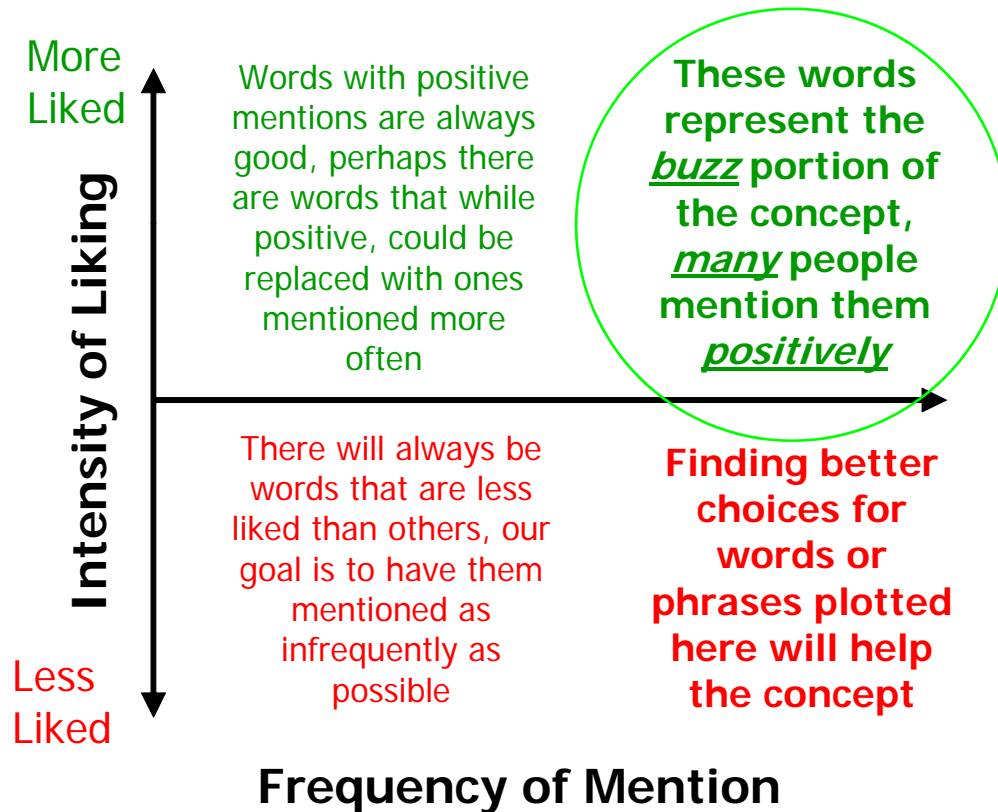 More
Liked
Words with positive
mentions are always
good, perhaps there
are words that while
positive, could be
replaced with ones
mentioned more
often
These words
represent the
buzz portion of
the concept,
many people
mention them
positively
Intensity of Liking
There will always be
words that are less
liked than others, our
goal is to have them
mentioned as
infrequently as
possible
Finding better
choices for
words or
phrases plotted
here will help
the concept
Less
Liked
Frequency of Mention